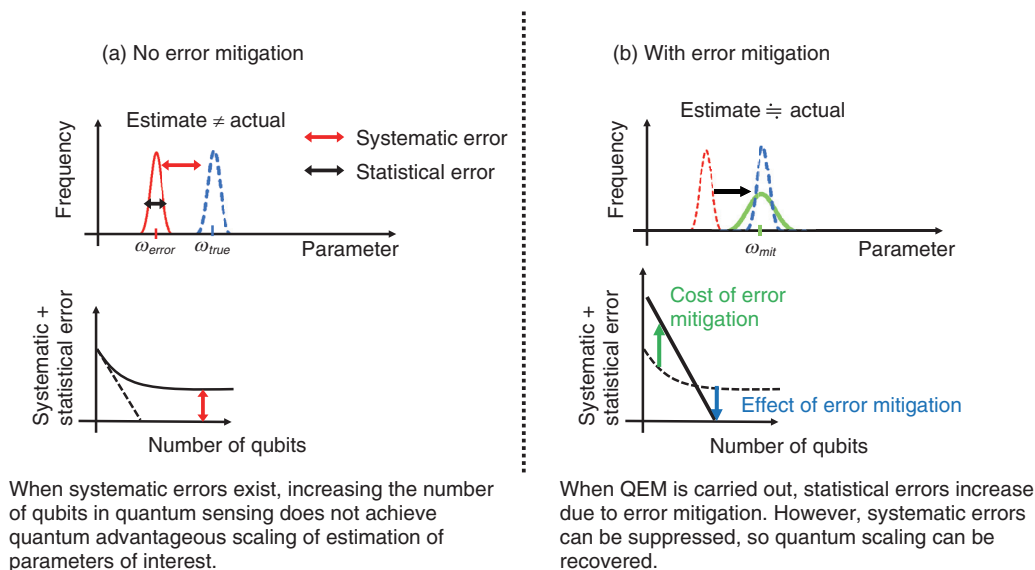 (a) No error mitigation
Estimate ≠ actual
Systematic error
Statistical error
Frequency
ω_error
ω_true
Parameter
Systematic +
statistical error
Number of qubits
When systematic errors exist, increasing the number
of qubits in quantum sensing does not achieve
quantum advantageous scaling of estimation of
parameters of interest.
(b) With error mitigation
Estimate ≒ actual
Frequency
ω_mit
Parameter
Cost of error
mitigation
Systematic +
statistical error
Effect of error mitigation
Number of qubits
When QEM is carried out, statistical errors increase
due to error mitigation. However, systematic errors
can be suppressed, so quantum scaling can be
recovered.